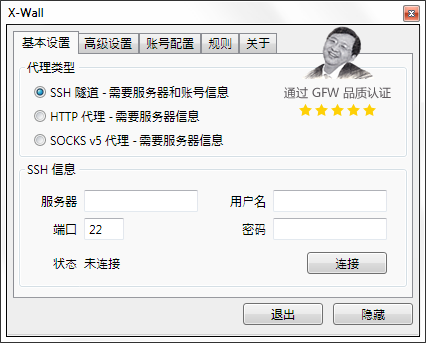 X-Wall
基本设置 高级设置 账号配置 规则 关于
代理类型
SSH 隧道 - 需要服务器和账号信息
HTTP 代理 - 需要服务器信息
SOCKS v5 代理 - 需要服务器信息
通过 GFW 品质认证
SSH 信息
服务器 用户名
端口 22 密码
状态 未连接 连接
退出 隐藏